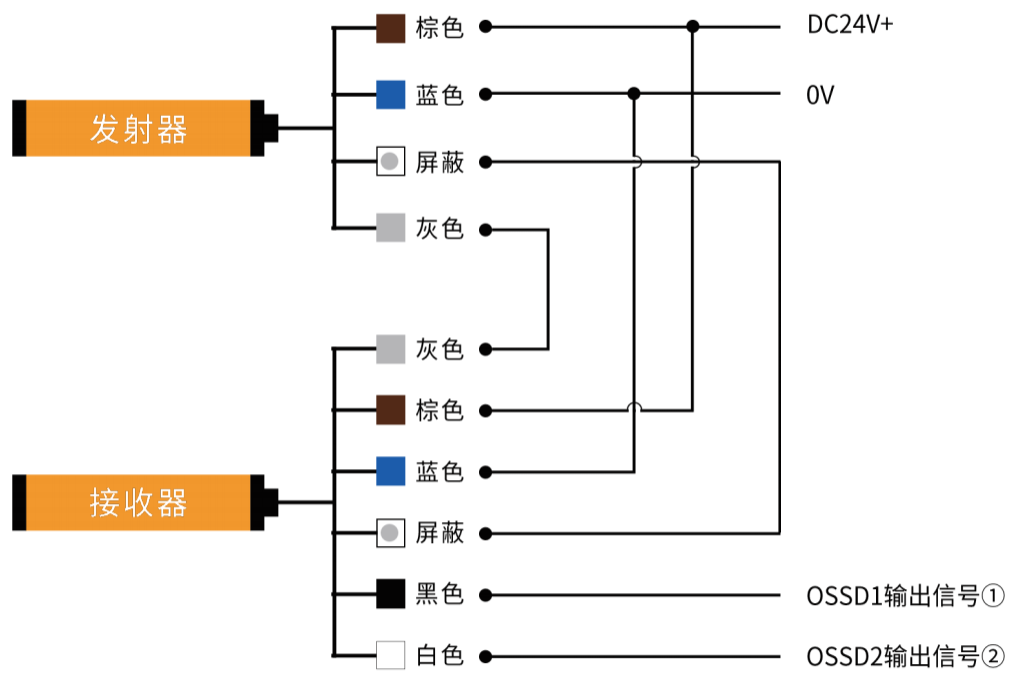 棕色
DC24V+
蓝色
0V
发射器
屏蔽
灰色
灰色
棕色
蓝色
接收器
屏蔽
黑色
OSSD1输出信号①
白色
OSSD2输出信号②